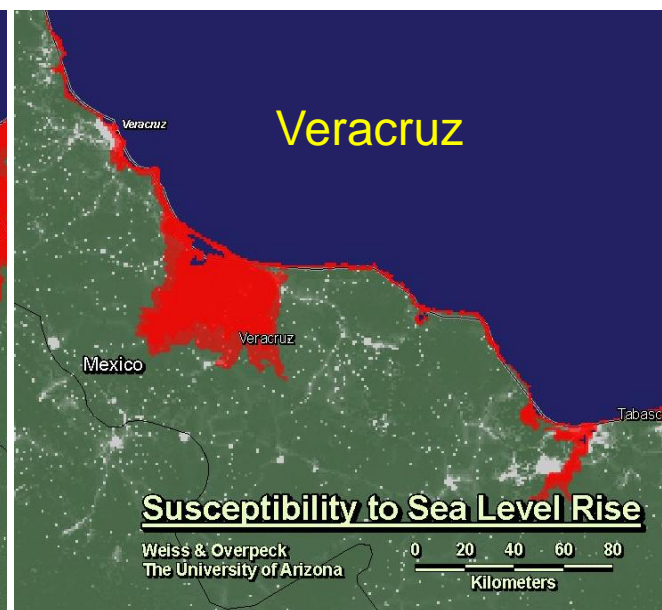 Veracruz
Veracruz
Veracruz
Mexico
Tabasc
Susceptibility to Sea Level Rise
Weiss & Overpeck
The University of Arizona
0 20 40 60 80
Kilometers